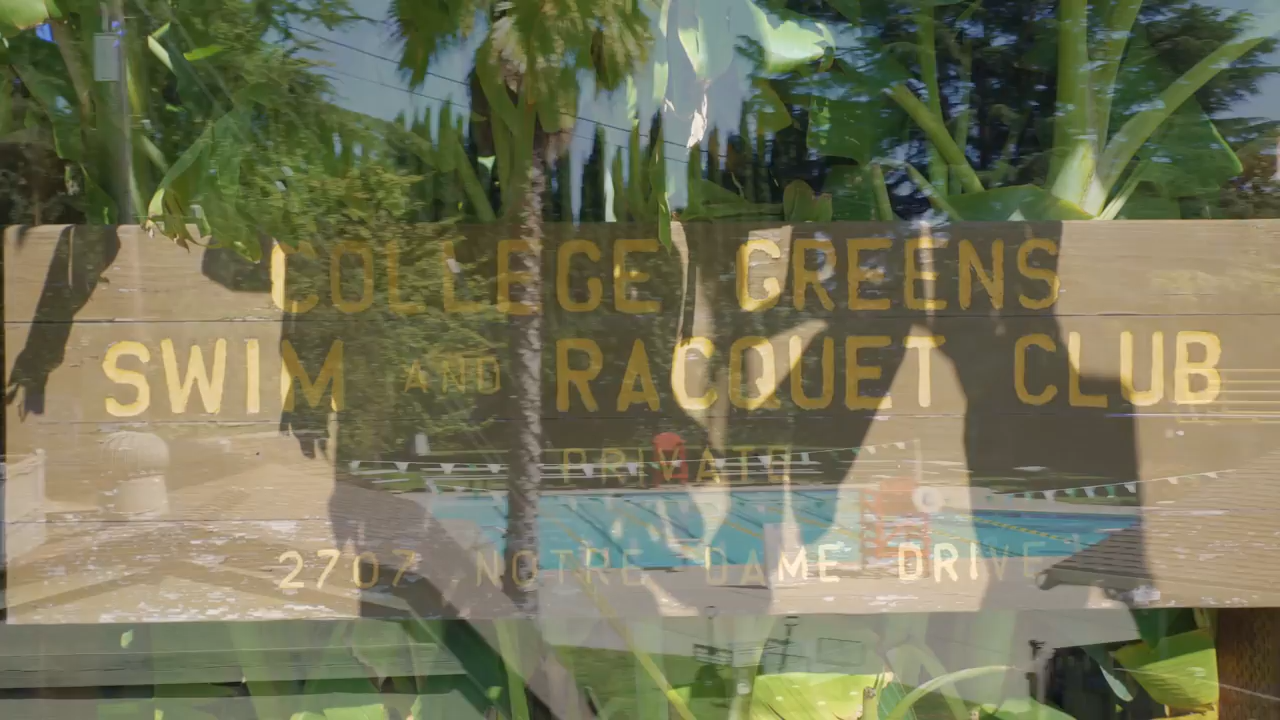 COLLEGE GREENS
SWIM AND RACQUET CLUB
PRIVATE
2707 NOTRE DAME DRIVE